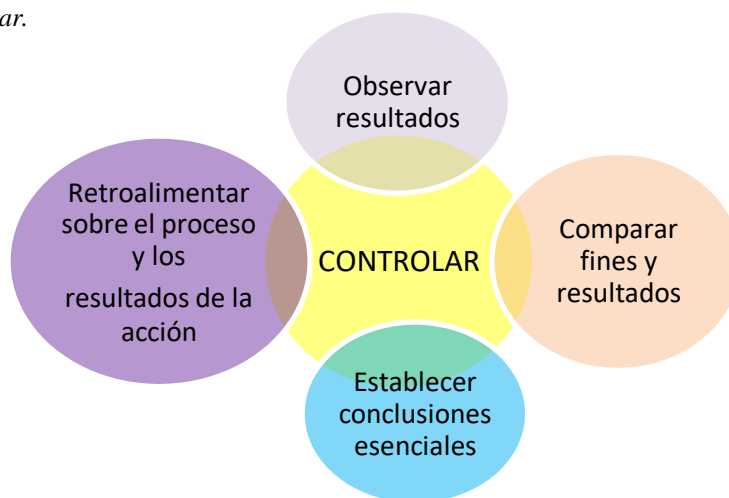 ar.
Observar
resultados
Retroalimentar
sobre el proceso
y los
resultados de la
acción
CONTROLAR
Comparar
fines y
resultados
Establecer
conclusiones
esenciales